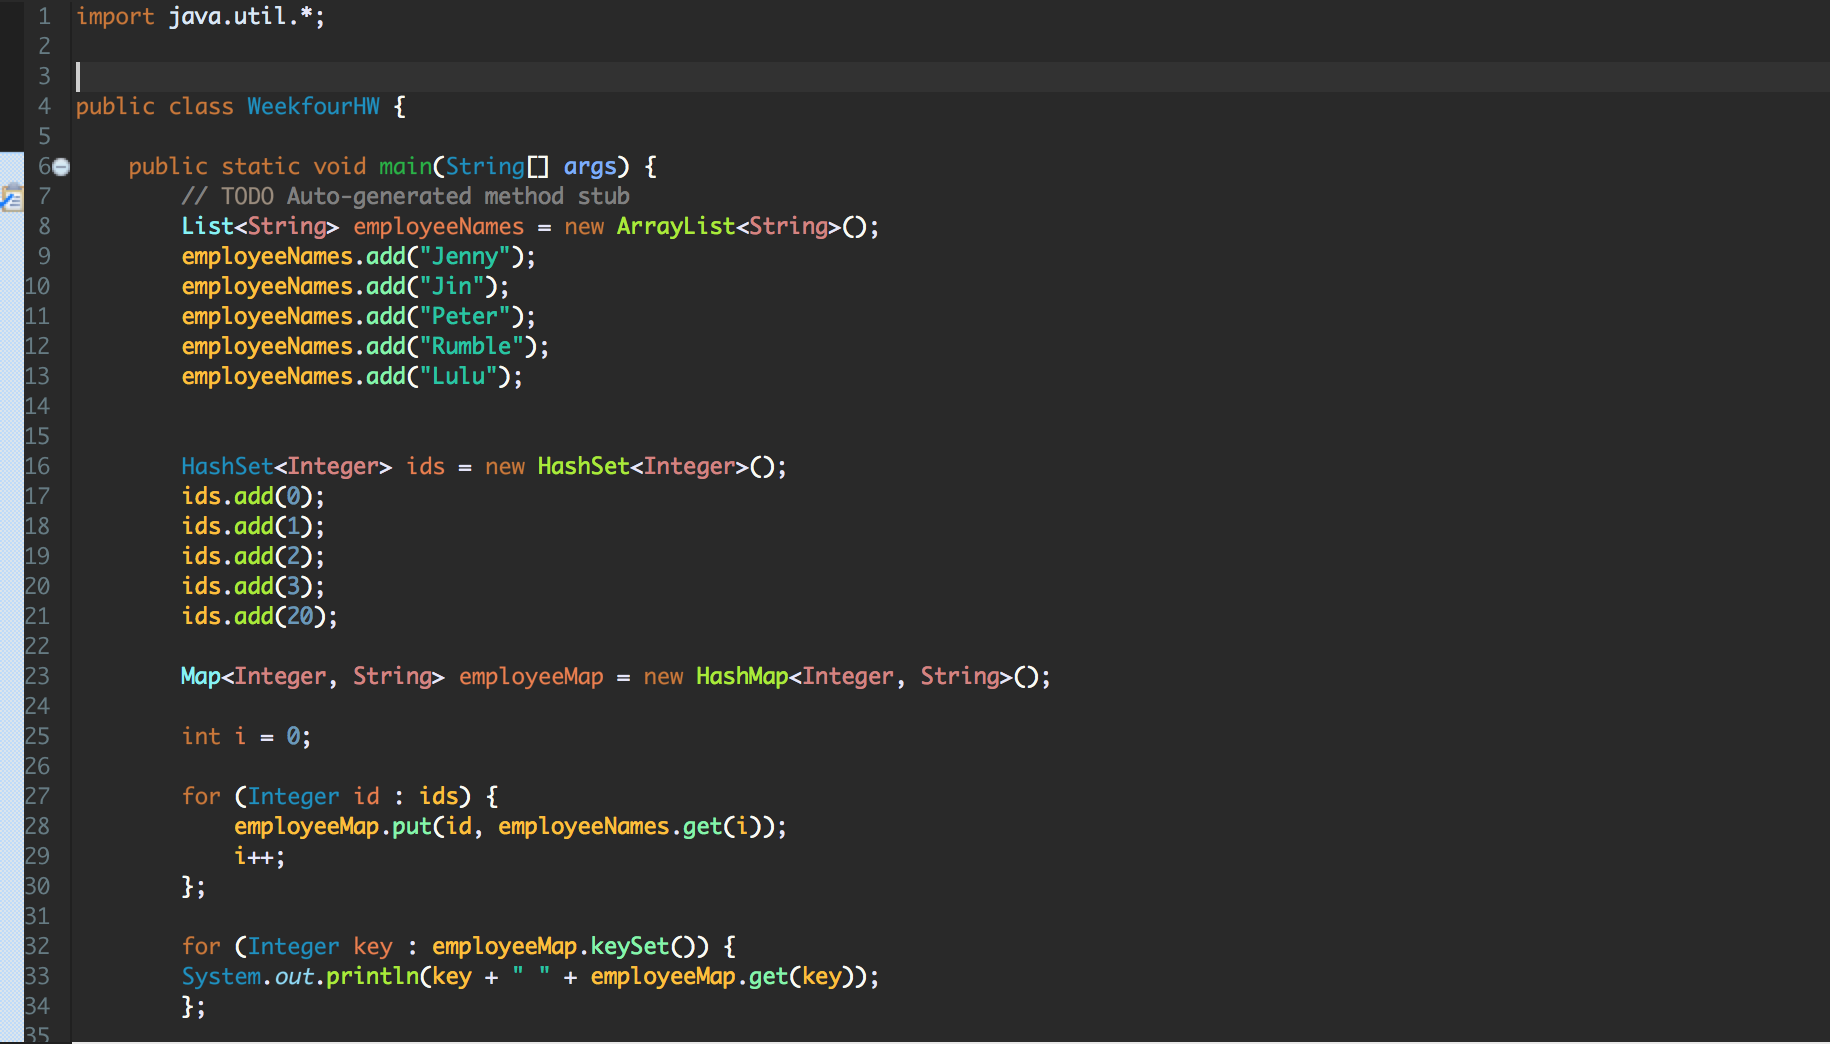 1 import java.util.*;
2
3
4 public class WeekfourHW {
5
6 public static void main(String[] args) {
7 // TODO Auto-generated method stub
8 List<String> employeeNames = new ArrayList<String>();
9 employeeNames.add("Jenny");
10 employeeNames.add("Jin");
11 employeeNames.add("Peter");
12 employeeNames.add("Rumble");
13 employeeNames.add("Lulu");
14
15
16 HashSet<Integer> ids = new HashSet<Integer>();
17 ids.add(0);
18 ids.add(1);
19 ids.add(2);
20 ids.add(3);
21 ids.add(20);
22
23 Map<Integer, String> employeeMap = new HashMap<Integer, String>();
24
25 int i = 0;
26
27 for (Integer id : ids) {
28 employeeMap.put(id, employeeNames.get(i));
29 i++;
30 };
31
32 for (Integer key : employeeMap.keySet()) {
33 System.out.println(key + " " + employeeMap.get(key));
34 };
35